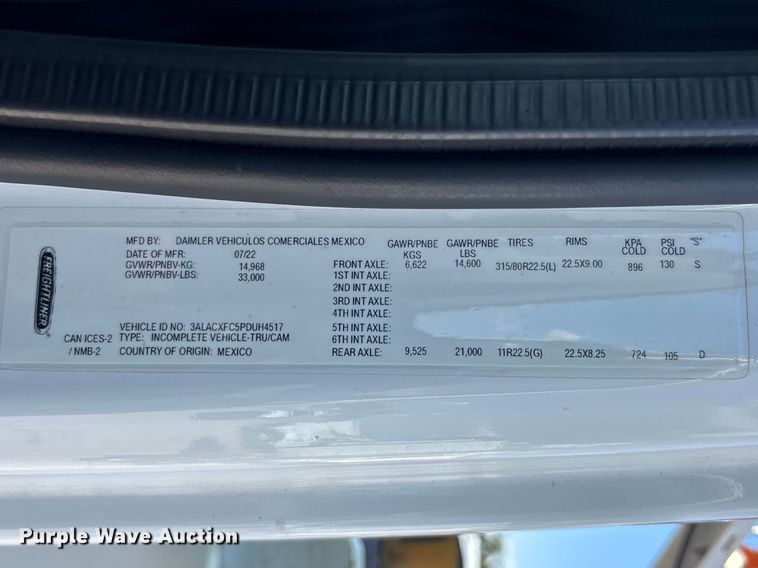 FREIGHTLINER
MFD BY: DAIMLER VEHICULOS COMERCIALES MEXICO
DATE OF MFR: 07/22
GVWR/PNBV-KG: 14,968
GVWR/PNBV-LBS: 33,000
VEHICLE ID NO: 3ALACXFC5PDUH4517
CAN ICES-2 TYPE: INCOMPLETE VEHICLE-TRU/CAM
/ NMB-2 COUNTRY OF ORIGIN: MEXICO
GAWR/PNBE GAWR/PNBE TIRES RIMS KPA PSI "S"
KGS LBS COLD COLD
FRONT AXLE: 6,622 14,600 315/80R22.5(L) 22.5X9.00 896 130 S
1ST INT AXLE:
2ND INT AXLE:
3RD INT AXLE:
4TH INT AXLE:
5TH INT AXLE:
6TH INT AXLE:
REAR AXLE: 9,525 21,000 11R22.5(G) 22.5X8.25 724 105 D
Purple Wave Auction